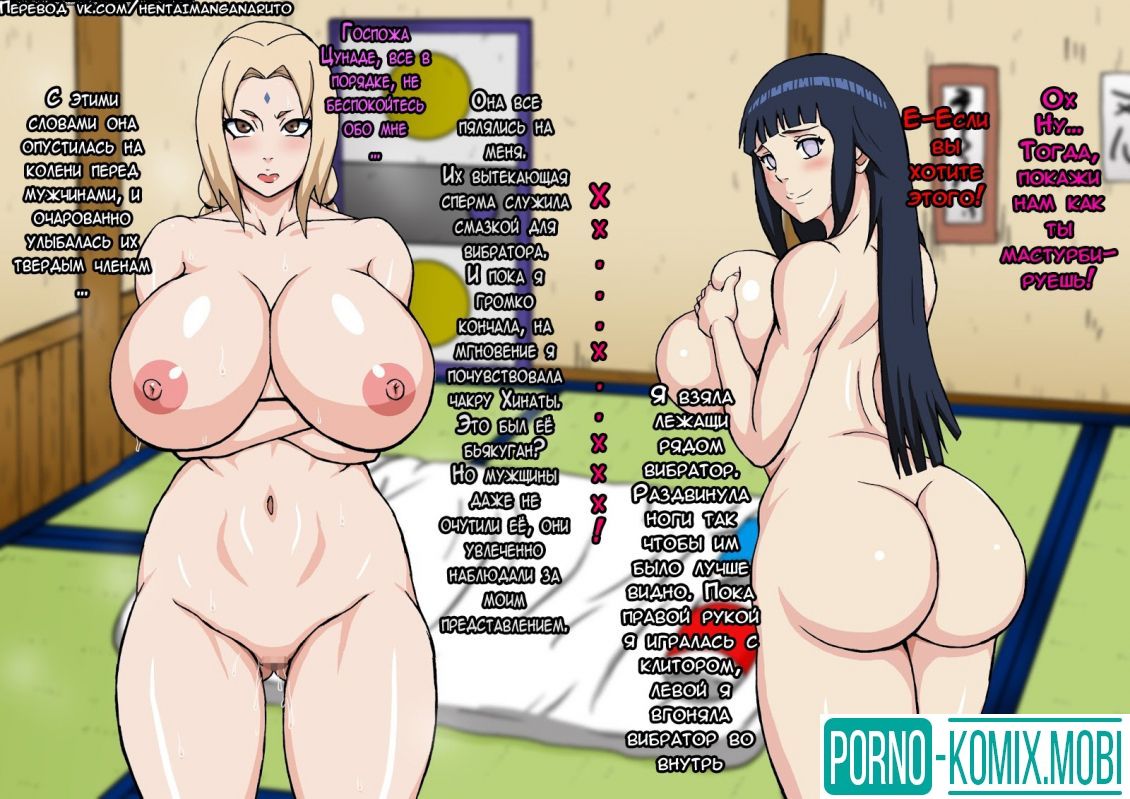 Перевод vk.com/hentaimanganaruto
С этими
словами она
опустилась на
колени перед
мужчинами, и
очарованно
улыбалась их
твердым членам
...
Госпожа
Цунаде, все в
порядке, не
беспокойтесь
обо мне
...
Она все
пялялись на
меня.
Их вытекающая
сперма служила
смазкой для
вибратора.
И пока я
громко
кончала, на
мгновение я
почувствовала
чакру Хинаты.
Это был её
бьякуган?
Но мужщины
даже не
очутили её, они
увлеченно
наблюдали за
моим
представлением.
Х
х
.
.
.
х
.
.
.
х
х
х
!
Е-Если
вы
хотите
этого!
Ох
Ну...
Тогда,
покажи
нам как
ты
мастурби-
руешь!
Я взяла
лежащи
рядом
вибратор.
Раздвинула
ноги так
чтобы им
было лучше
видно. Пока
правой рукой
я игралась с
клитором,
левой я
вгоняла
вибратор во
внутрь
PORNO-KOMIX.MOBI